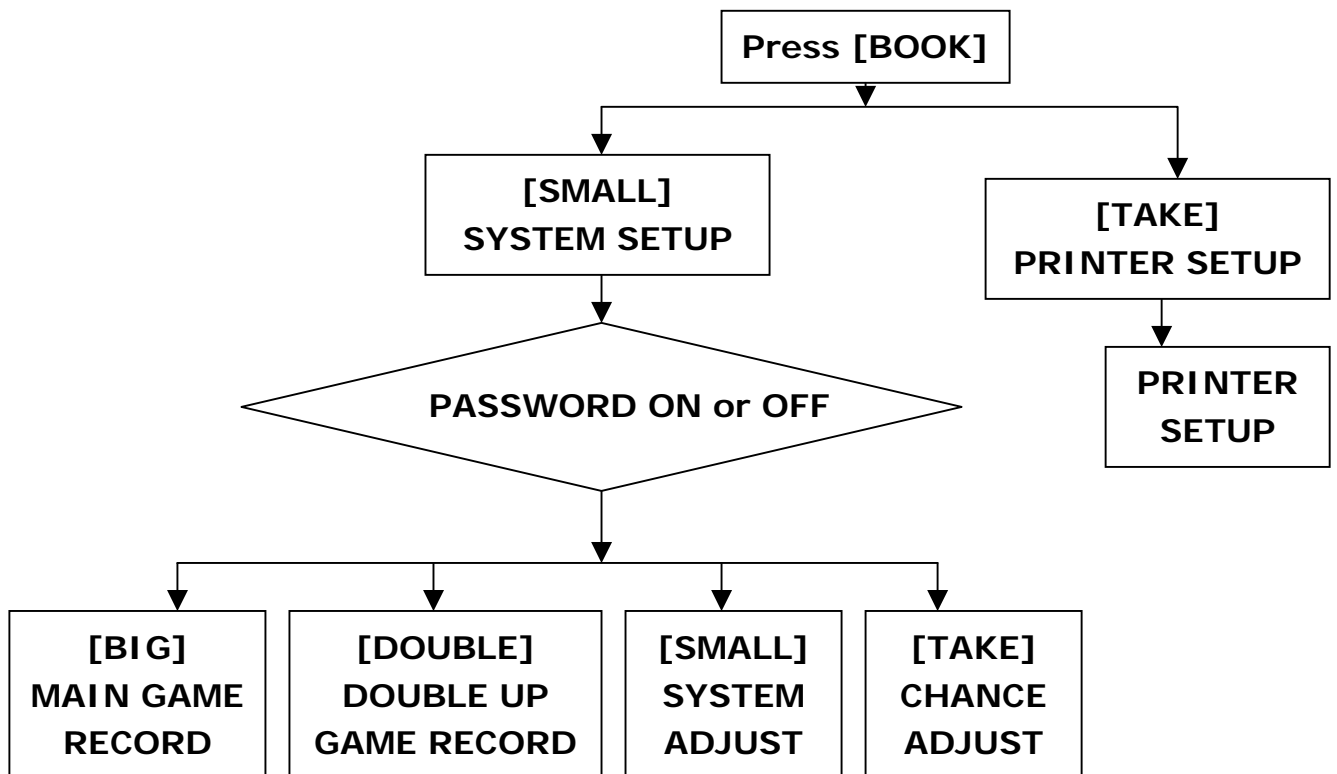 Press [BOOK]
[SMALL]
SYSTEM SETUP
[TAKE]
PRINTER SETUP
PASSWORD ON or OFF
PRINTER
SETUP
[BIG]
MAIN GAME
RECORD
[DOUBLE]
DOUBLE UP
GAME RECORD
[SMALL]
SYSTEM
ADJUST
[TAKE]
CHANCE
ADJUST